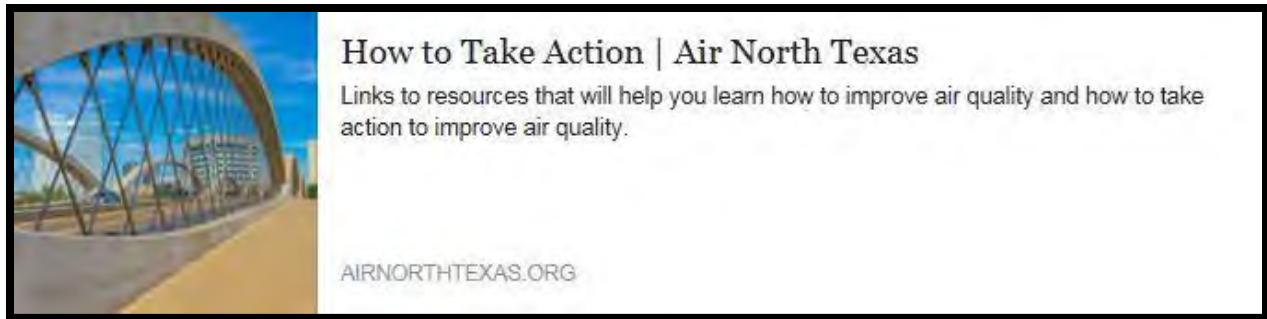 How to Take Action | Air North Texas
Links to resources that will help you learn how to improve air quality and how to take
action to improve air quality.
AIRNORTHTEXAS.ORG